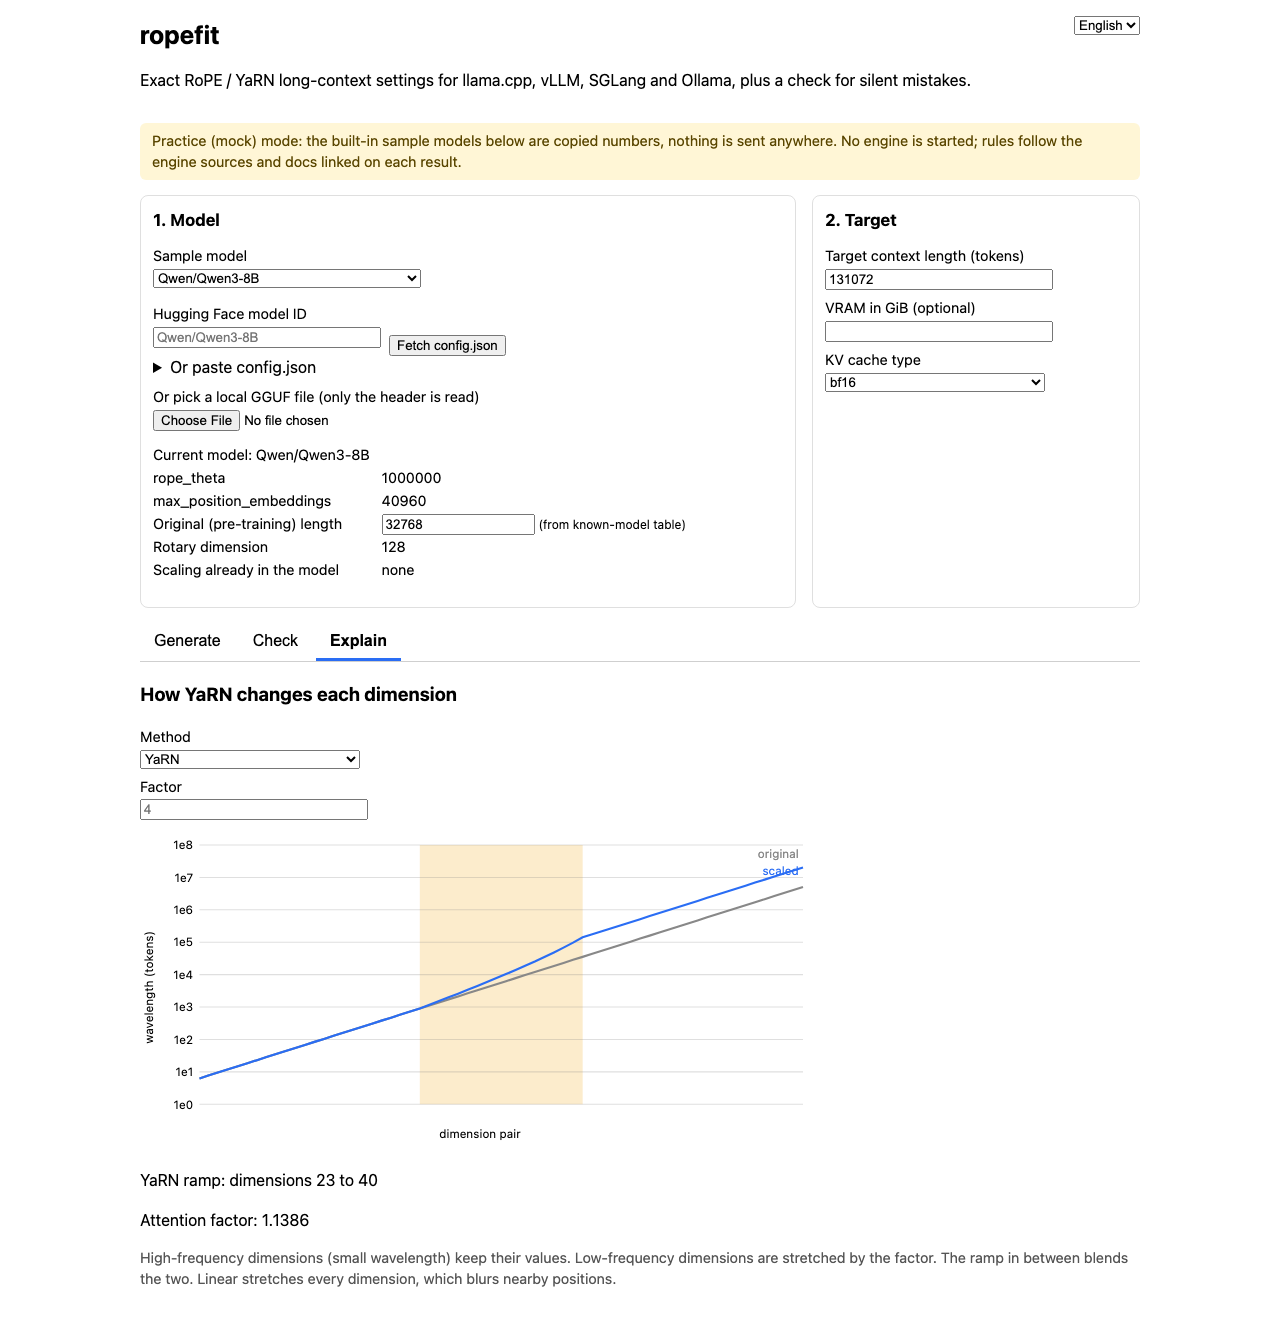 ropefit
English
Exact RoPE / YaRN long-context settings for llama.cpp, vLLM, SGLang and Ollama, plus a check for silent mistakes.
Practice (mock) mode: the built-in sample models below are copied numbers, nothing is sent anywhere. No engine is started; rules follow the
engine sources and docs linked on each result.
1. Model
Sample model
Qwen/Qwen3-8B
Hugging Face model ID
Qwen/Qwen3-8B
Fetch config.json
Or paste config.json
Or pick a local GGUF file (only the header is read)
Choose File No file chosen
Current model: Qwen/Qwen3-8B
rope_theta 1000000
max_position_embeddings 40960
Original (pre-training) length 32768 (from known-model table)
Rotary dimension 128
Scaling already in the model none
2. Target
Target context length (tokens)
131072
VRAM in GiB (optional)
KV cache type
bf16
Generate Check Explain
How YaRN changes each dimension
Method
YaRN
Factor
4
1e8
1e7
1e6
1e5
1e4
1e3
1e2
1e1
1e0
wavelength (tokens)
original
scaled
dimension pair
YaRN ramp: dimensions 23 to 40
Attention factor: 1.1386
High-frequency dimensions (small wavelength) keep their values. Low-frequency dimensions are stretched by the factor. The ramp in between blends
the two. Linear stretches every dimension, which blurs nearby positions.